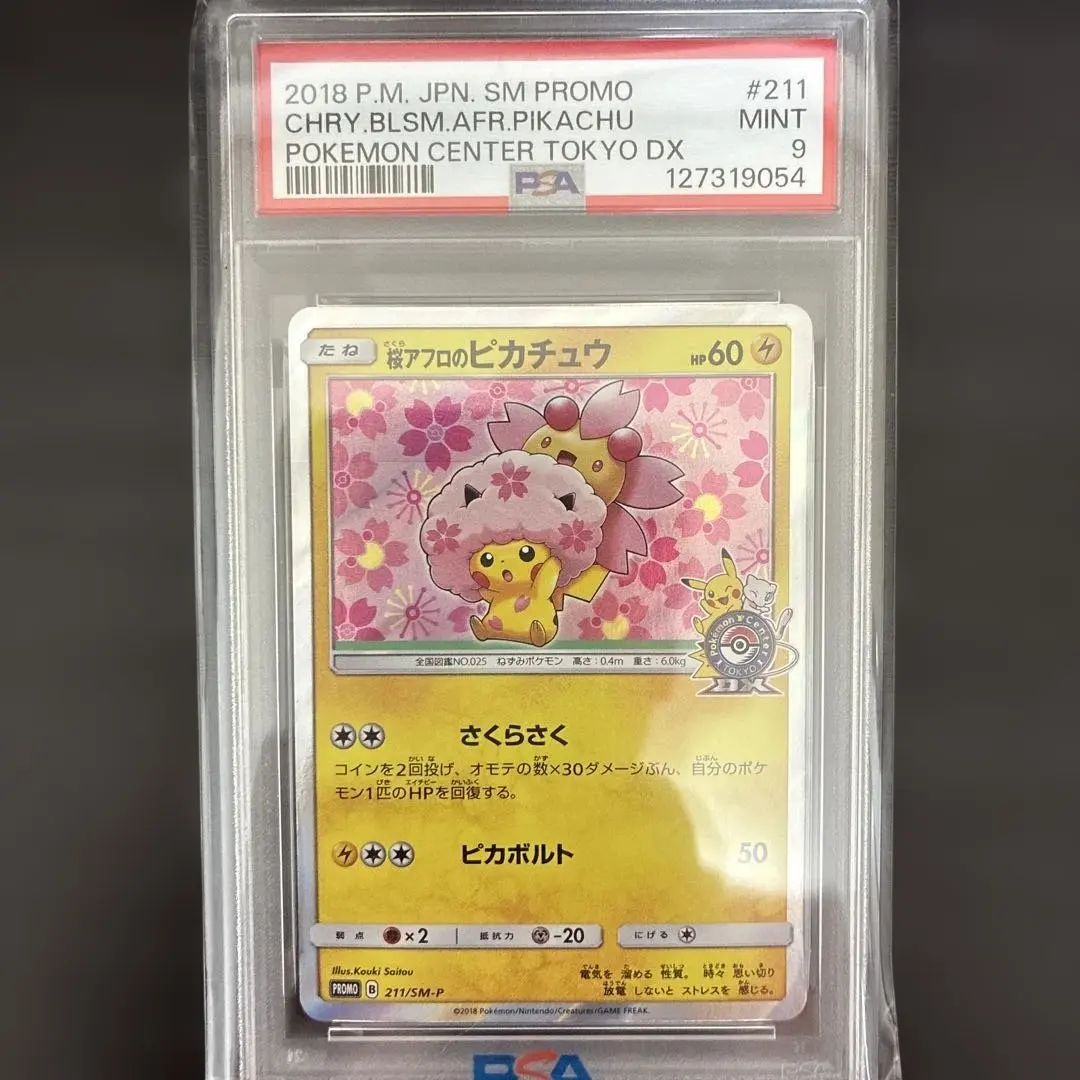 2018 P.M. JPN. SM PROMO #211
CHRY.BLSM.AFR.PIKACHU MINT
POKEMON CENTER TOKYO DX 9
PSA 127319054
たね 桜アフロのピカチュウ HP60
さくら
Pokémon Center
TOKYO
DX
全国図鑑NO.025 ねずみポケモン 高さ:0.4m 重さ:6.0kg
さくらさく
コインを2回投げ、オモテの数×30ダメージぶん、自分のポケ
モン1匹のHPを回復する。
ピカボルト 50
弱点 ×2 抵抗力 -20 にげる
Illus.Kouki Saitou
電気を 溜める 性質。 時々 思い切り
放電 しないと ストレスを 感じる。
PROMO B 211/SM-P
©2018 Pokémon/Nintendo/Creatures/GAME FREAK.
PSA